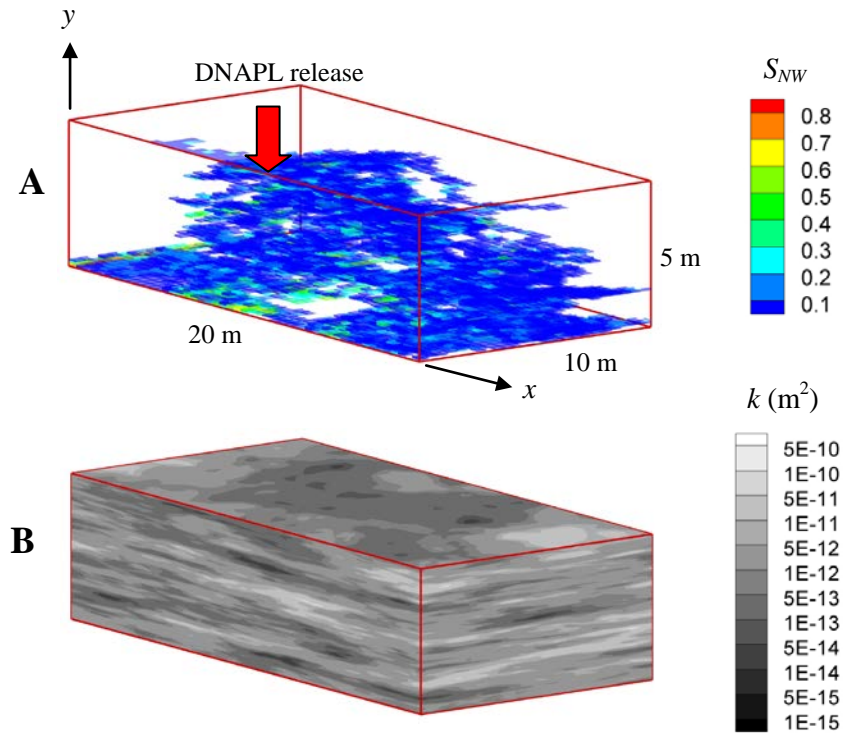 y
DNAPL release
A
5 m
20 m
10 m
x
S_NW
0.8
0.7
0.6
0.5
0.4
0.3
0.2
0.1
B
k (m²)
5E-10
1E-10
5E-11
1E-11
5E-12
1E-12
5E-13
1E-13
5E-14
1E-14
5E-15
1E-15